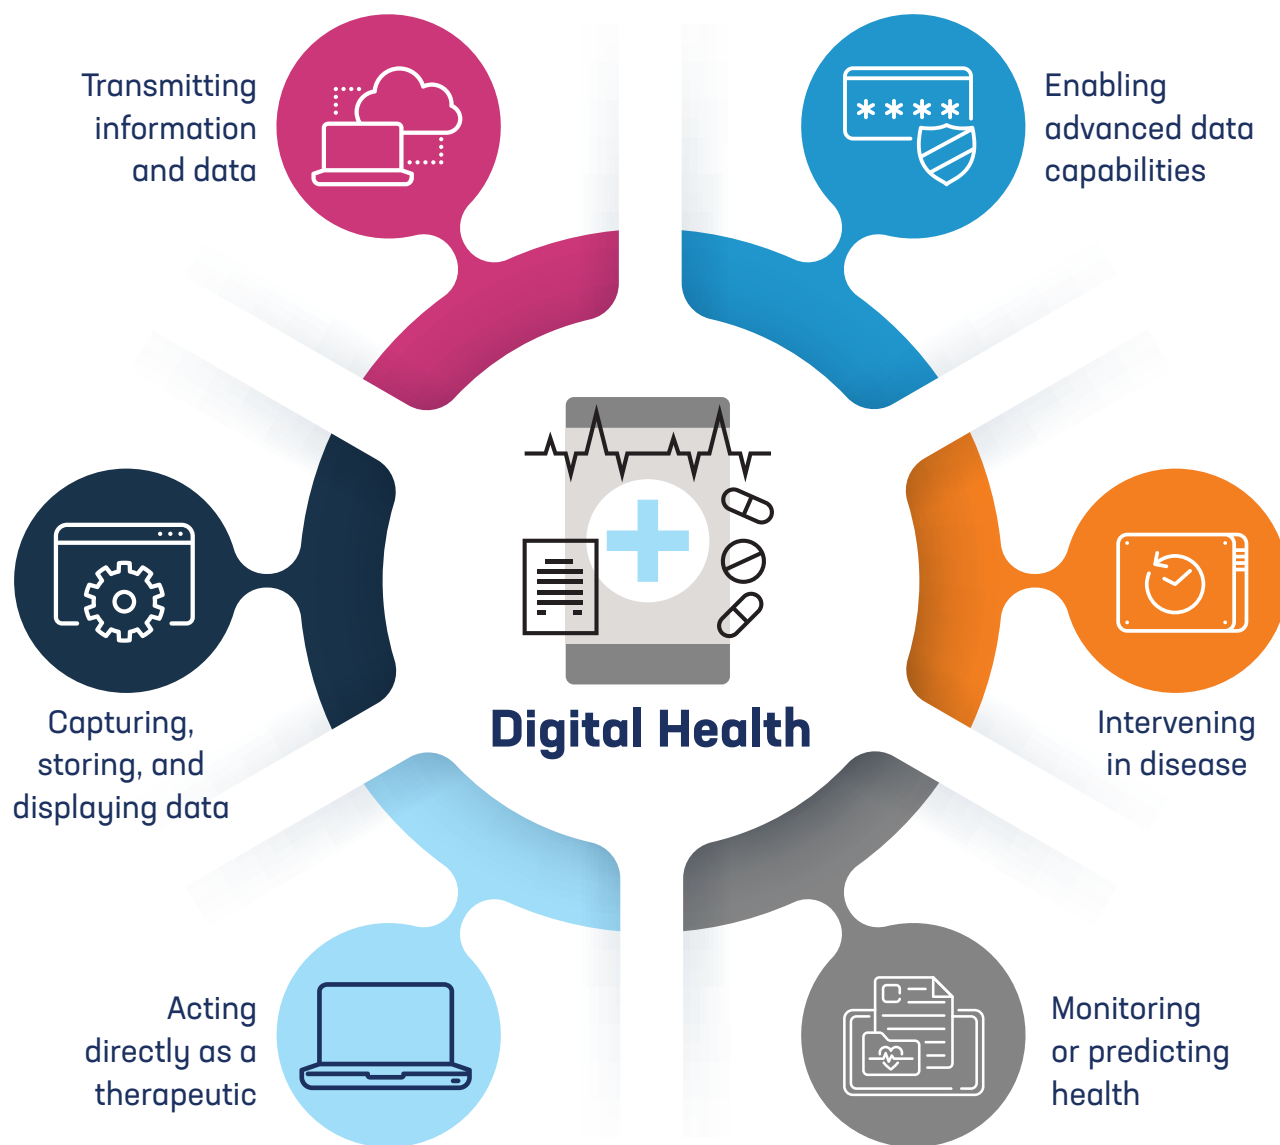 Transmitting
information
and data
Enabling
advanced data
capabilities
****
Digital Health
Capturing,
storing, and
displaying data
Intervening
in disease
Acting
directly as a
therapeutic
Monitoring
or predicting
health